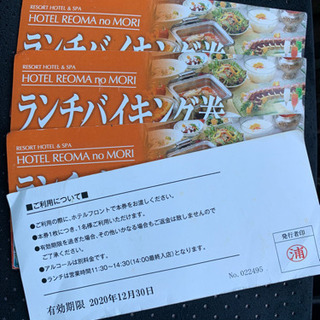 RESORT HOTEL & SPA
HOTEL REOMA no MORI
ランチバイキング券
RESORT HOTEL & SPA
HOTEL REOMA no MORI
ランチバイキング券
RESORT HOTEL & SPA
HOTEL REOMA no MORI
■ご利用について■
●ご利用の際に、ホテルフロントで本券をお渡しください。
●本券1枚につき、1名様ご利用いただけます。
●有効期限を過ぎた場合、その他いかなる場合もご返金は致しませんので
ご了承ください。
●アルコールは別料金です。
●ランチは営業時間11:30~14:30(14:00最終入店)となります。
発行者印
浦
No. 022495
有効期限 2020年12月30日